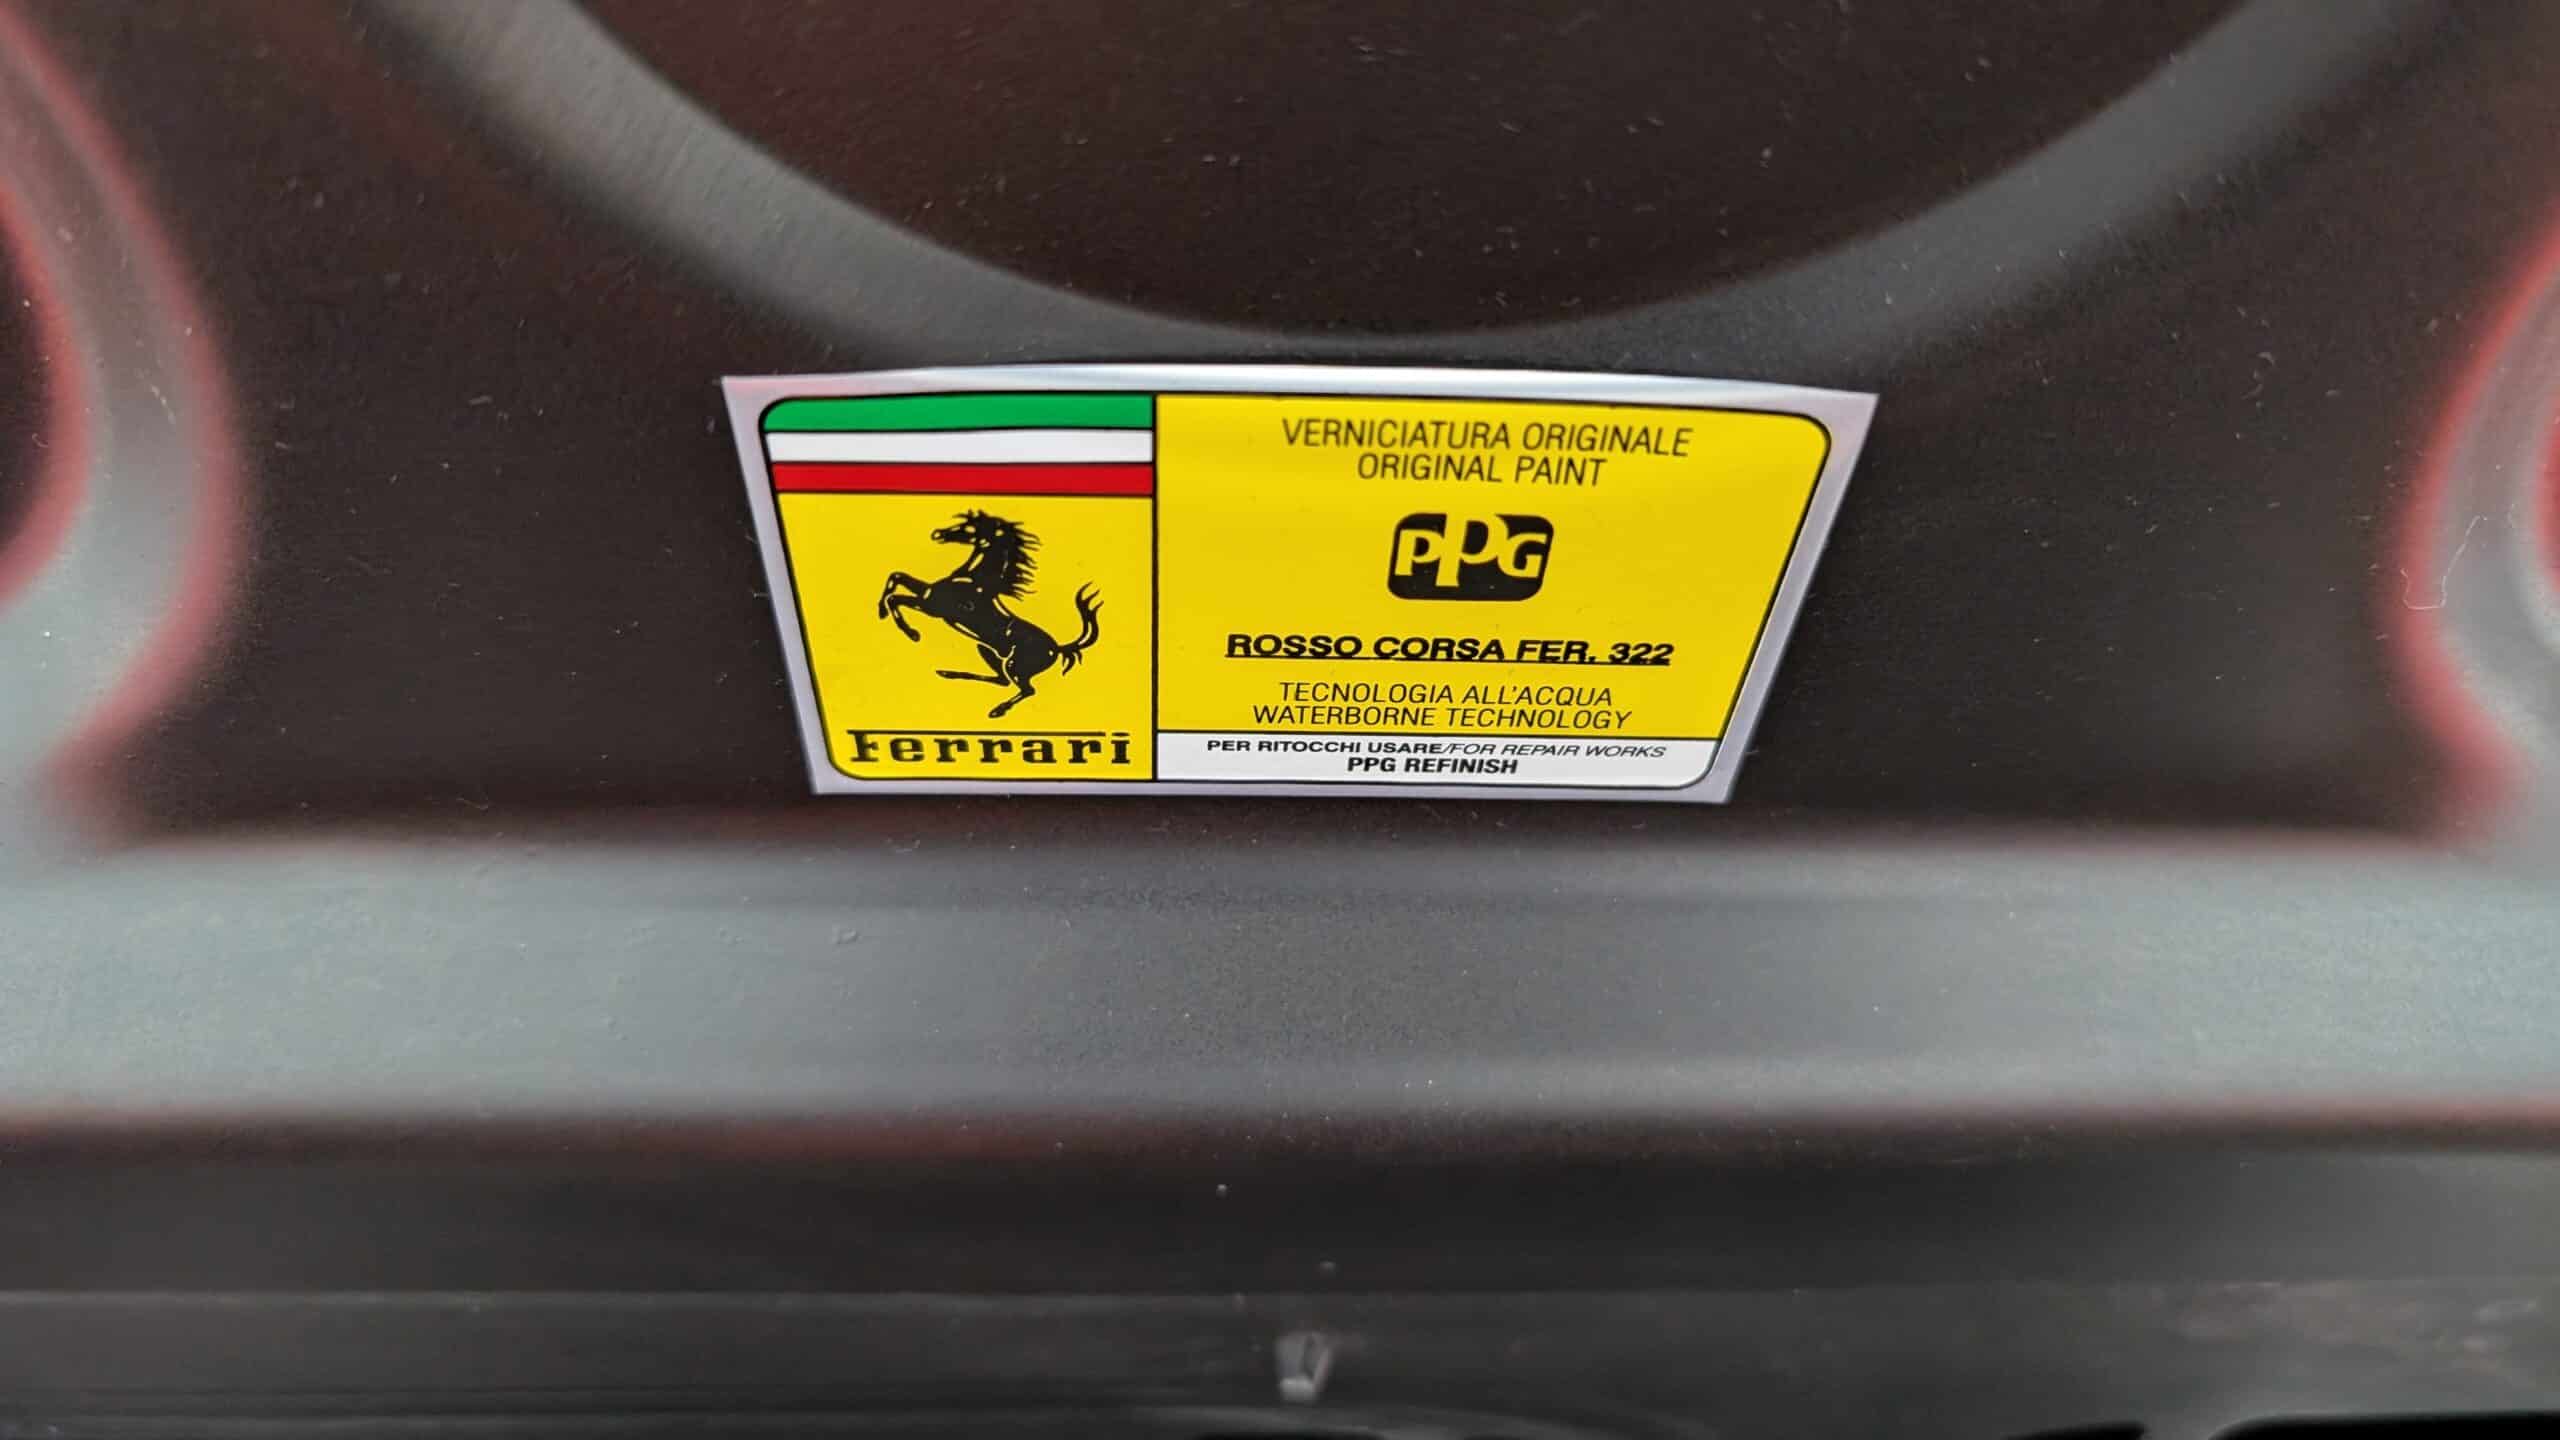 VERNICIATURA ORIGINALE
ORIGINAL PAINT
PPG
ROSSO CORSA FER. 322
TECNOLOGIA ALL'ACQUA
WATERBORNE TECHNOLOGY
PER RITOCCHI USARE/FOR REPAIR WORKS
PPG REFINISH
Ferrari